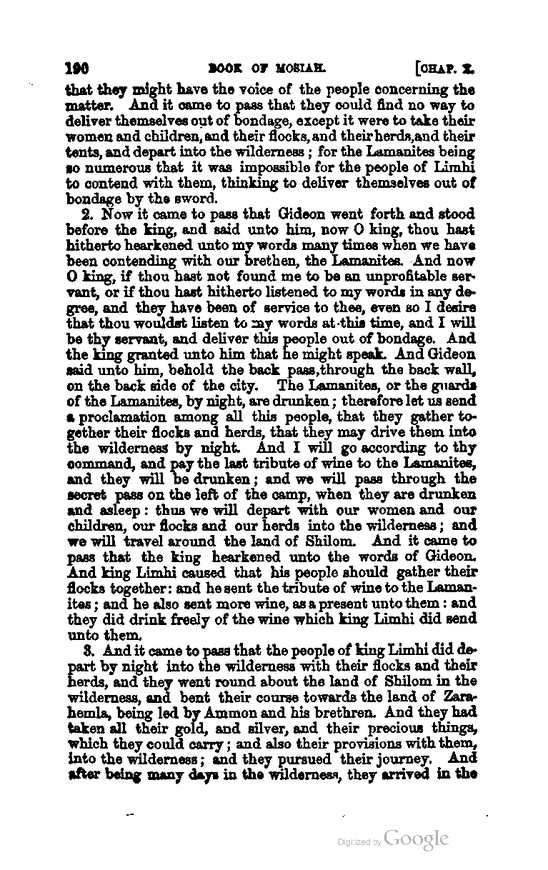 190 BOOK OF MOSIAH. [CHAP. X.
that they might have the voice of the people concerning the
matter. And it came to pass that they could find no way to
deliver themselves out of bondage, except it were to take their
women and children, and their flocks, and their herds, and their
tents, and depart into the wilderness; for the Lamanites being
so numerous that it was impossible for the people of Limhi
to contend with them, thinking to deliver themselves out of
bondage by the sword.
2. Now it came to pass that Gideon went forth and stood
before the king, and said unto him, now O king, thou hast
hitherto hearkened unto my words many times when we have
been contending with our brethen, the Lamanites. And now
O king, if thou hast not found me to be an unprofitable ser-
vant, or if thou hast hitherto listened to my words in any de-
gree, and they have been of service to thee, even so I desire
that thou wouldst listen to my words at this time, and I will
be thy servant, and deliver this people out of bondage. And
the king granted unto him that he might speak. And Gideon
said unto him, behold the back pass, through the back wall,
on the back side of the city. The Lamanites, or the guards
of the Lamanites, by night, are drunken; therefore let us send
a proclamation among all this people, that they gather to-
gether their flocks and herds, that they may drive them into
the wilderness by night. And I will go according to thy
command, and pay the last tribute of wine to the Lamanites,
and they will be drunken; and we will pass through the
secret pass on the left of the camp, when they are drunken
and asleep: thus we will depart with our women and our
children, our flocks and our herds into the wilderness; and
we will travel around the land of Shilom. And it came to
pass that the king hearkened unto the words of Gideon.
And king Limhi caused that his people should gather their
flocks together: and he sent the tribute of wine to the Laman-
ites; and he also sent more wine, as a present unto them: and
they did drink freely of the wine which king Limhi did send
unto them.
3. And it came to pass that the people of king Limhi did de-
part by night into the wilderness with their flocks and their
herds, and they went round about the land of Shilom in the
wilderness, and bent their course towards the land of Zara-
hemla, being led by Ammon and his brethren. And they had
taken all their gold, and silver, and their precious things,
which they could carry; and also their provisions with them,
into the wilderness; and they pursued their journey. And
after being many days in the wilderness, they arrived in the
Digitized by Google